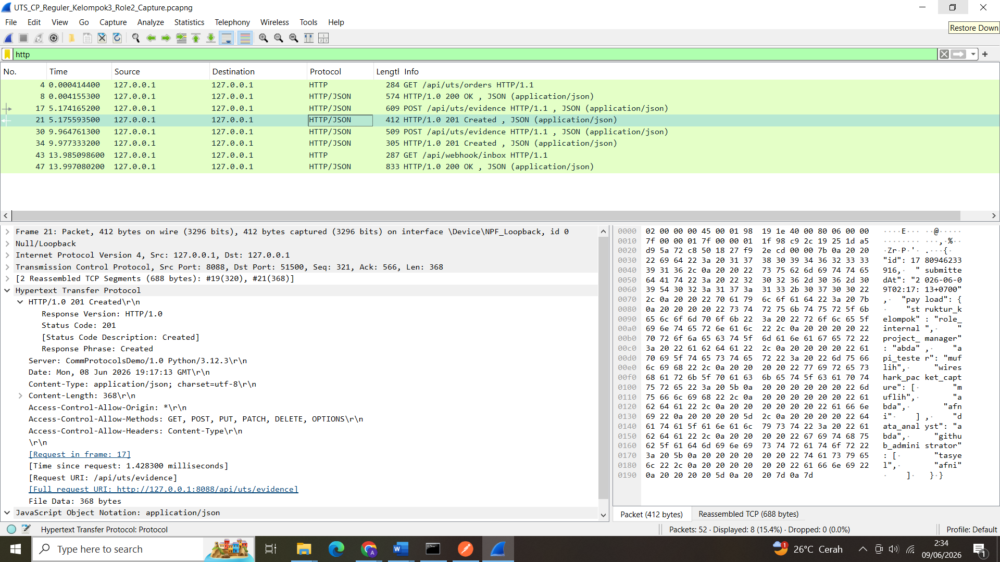 UTS_CP_Reguler_Kelompok3_Role2_Capture.pcapng
File Edit View Go Capture Analyze Statistics Telephony Wireless Tools Help
Restore Down
http
No. Time Source Destination Protocol Length Info
4 0.000414400 127.0.0.1 127.0.0.1 HTTP 284 GET /api/uts/orders HTTP/1.1
8 0.004155300 127.0.0.1 127.0.0.1 HTTP/JSON 574 HTTP/1.0 200 OK , JSON (application/json)
17 5.174165200 127.0.0.1 127.0.0.1 HTTP/JSON 609 POST /api/uts/evidence HTTP/1.1 , JSON (application/json)
21 5.175593500 127.0.0.1 127.0.0.1 HTTP/JSON 412 HTTP/1.0 201 Created , JSON (application/json)
30 9.964761300 127.0.0.1 127.0.0.1 HTTP/JSON 509 POST /api/uts/evidence HTTP/1.1 , JSON (application/json)
34 9.977333200 127.0.0.1 127.0.0.1 HTTP/JSON 305 HTTP/1.0 201 Created , JSON (application/json)
43 13.985098600 127.0.0.1 127.0.0.1 HTTP 287 GET /api/webhook/inbox HTTP/1.1
47 13.997080200 127.0.0.1 127.0.0.1 HTTP/JSON 833 HTTP/1.0 200 OK , JSON (application/json)
Frame 21: Packet, 412 bytes on wire (3296 bits), 412 bytes captured (3296 bits) on interface \Device\NPF_Loopback, id 0
Null/Loopback
Internet Protocol Version 4, Src: 127.0.0.1, Dst: 127.0.0.1
Transmission Control Protocol, Src Port: 8088, Dst Port: 51500, Seq: 321, Ack: 566, Len: 368
[2 Reassembled TCP Segments (688 bytes): #19(320), #21(368)]
Hypertext Transfer Protocol
HTTP/1.0 201 Created\r\n
Response Version: HTTP/1.0
Status Code: 201
[Status Code Description: Created]
Response Phrase: Created
Server: CommProtocolsDemo/1.0 Python/3.12.3\r\n
Date: Mon, 08 Jun 2026 19:17:13 GMT\r\n
Content-Type: application/json; charset=utf-8\r\n
Content-Length: 368\r\n
Access-Control-Allow-Origin: *\r\n
Access-Control-Allow-Methods: GET, POST, PUT, PATCH, DELETE, OPTIONS\r\n
Access-Control-Allow-Headers: Content-Type\r\n
\r\n
[Request in frame: 17]
[Time since request: 1.428300 milliseconds]
[Request URI: /api/uts/evidence]
[Full request URI: http://127.0.0.1:8088/api/uts/evidence]
File Data: 368 bytes
JavaScript Object Notation: application/json
0000 02 00 00 00 45 00 01 98 19 1e 40 00 80 06 00 00 ····E··· ··@·····
0010 7f 00 00 01 7f 00 00 01 1f 98 c9 2c 19 25 1d a5 ········ ···,·%··
0020 d9 5a 72 c8 50 18 27 f9 2e cd 00 00 7b 0a 20 20 ·Zr·P·'· .···{·
0030 22 69 64 22 3a 20 31 37 38 30 39 34 36 32 33 33 "id": 17 80946233
0040 39 31 36 2c 0a 20 20 22 73 75 62 6d 69 74 74 65 916,·  " submitte
0050 64 41 74 22 3a 20 22 32 30 32 36 2d 30 36 2d 30 dAt": "2 026-06-0
0060 39 54 30 32 3a 31 37 3a 31 33 2b 30 37 30 30 22 9T02:17: 13+0700"
0070 2c 0a 20 20 22 70 61 79 6c 6f 61 64 22 3a 20 7b ,·  "pay load": {
0080 0a 20 20 20 20 22 73 74 72 75 6b 74 75 72 5f 6b ·    "st ruktur_k
0090 65 6c 6f 6d 70 6f 6b 22 3a 20 22 72 6f 6c 65 5f elompok" : "role_
00a0 69 6e 74 65 72 6e 61 6c 22 2c 0a 20 20 20 20 22 internal ",·    "
00b0 70 72 6f 6a 65 63 74 5f 6d 61 6e 61 67 65 72 22 project_ manager"
00c0 3a 20 22 61 62 64 61 22 2c 0a 20 20 20 20 22 61 : "abda" ,·    "a
00d0 70 69 5f 74 65 73 74 65 72 22 3a 20 22 6d 75 66 pi_teste r": "muf
00e0 6c 69 68 22 2c 0a 20 20 20 20 22 77 69 72 65 73 lih",·    "wires
00f0 68 61 72 6b 5f 70 61 63 6b 65 74 5f 63 61 70 74 hark_pac ket_capt
0100 75 72 65 22 3a 20 5b 0a 20 20 20 20 20 20 22 6d ure": [·       "m
0110 75 66 6c 69 68 22 2c 0a 20 20 20 20 20 20 22 61 uflih",·       "a
0120 62 64 61 22 2c 0a 20 20 20 20 20 20 22 61 66 6e bda",·       "afn
0130 69 22 0a 20 20 20 20 5d 2c 0a 20 20 20 20 22 64 i"·    ] ,·    "d
0140 61 74 61 5f 61 6e 61 6c 79 73 74 22 3a 20 22 61 ata_anal yst": "a
0150 62 64 61 22 2c 0a 20 20 20 20 22 67 69 74 68 75 bda",·    "githu
0160 62 5f 61 64 6d 69 6e 69 73 74 72 61 74 6f 72 22 b_admini strator"
0170 3a 20 5b 0a 20 20 20 20 20 20 22 74 61 73 79 65 : [·       "tasye
0180 6c 22 2c 0a 20 20 20 20 20 20 22 61 66 6e 69 22 l",·       "afni"
0190 0a 20 20 20 20 5d 0a 20 20 7d 0a 7d ·    ]·   }·}
Packet (412 bytes) Reassembled TCP (688 bytes)
Hypertext Transfer Protocol: Protocol
Packets: 52 · Displayed: 8 (15.4%) · Dropped: 0 (0.0%)
Profile: Default
Type here to search
1
26°C Cerah
2:34
09/06/2026
1